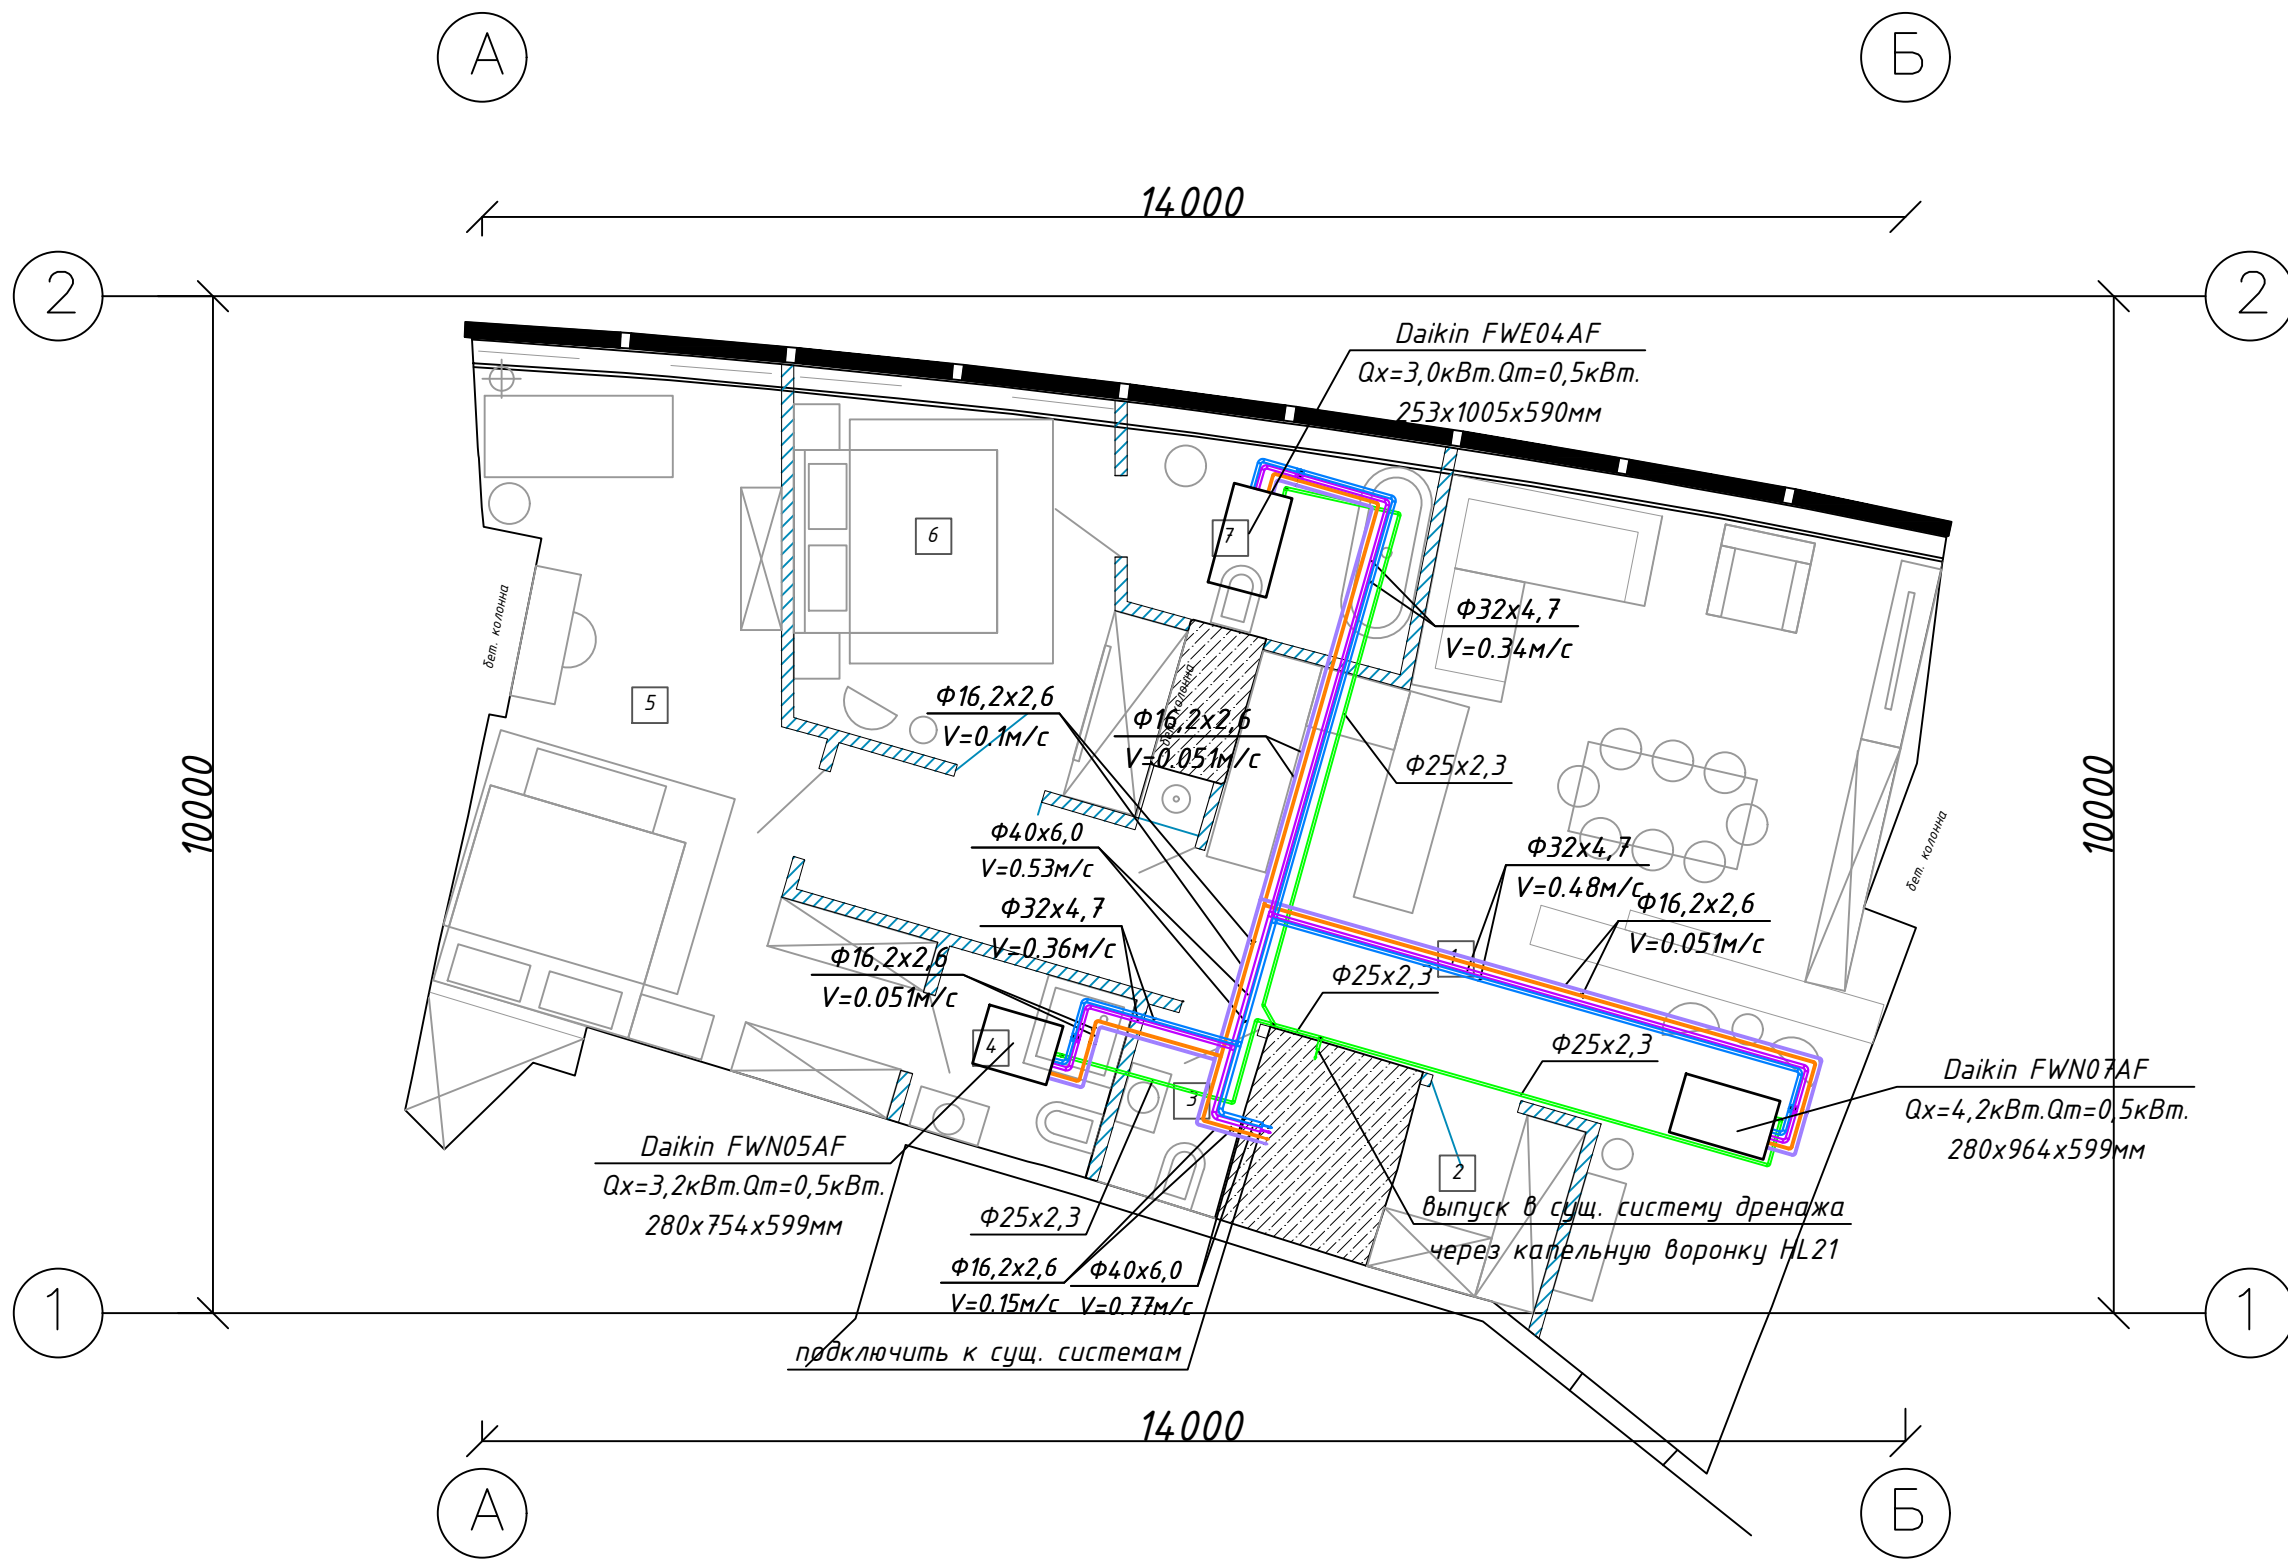 А
Б
14000
2
2
Daikin FWE04AF
Qх=3,0кВт.Qт=0,5кВт.
253х1005х590мм
6
7
бет. колонна
Ф32х4,7
V=0.34м/с
бет. колонна
5
Ф16,2х2,6
V=0.1м/с
Ф16,2х2,6
V=0.051м/с
Ф25х2,3
10000
10000
Ф40х6,0
V=0.53м/с
Ф32х4,7
V=0.48м/с
бет. колонна
Ф32х4,7
V=0.36м/с
Ф16,2х2,6
V=0.051м/с
1
Ф16,2х2,6
V=0.051м/с
Ф25х2,3
4
Ф25х2,3
3
Daikin FWN07AF
Qх=4,2кВт.Qт=0,5кВт.
280х964х599мм
Daikin FWN05AF
Qх=3,2кВт.Qт=0,5кВт.
280х754х599мм
2
выпуск в сущ. систему дренажа
через капельную воронку HL21
Ф25х2,3
Ф16,2х2,6
V=0.15м/с
Ф40х6,0
V=0.77м/с
1
1
подключить к сущ. системам
14000
А
Б